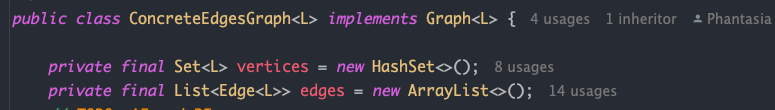 public class ConcreteEdgesGraph<L> implements Graph<L> { 4 usages 1 inheritor Phantasia
private final Set<L> vertices = new HashSet<>(); 8 usages
private final List<Edge<L>> edges = new ArrayList<>(); 14 usages